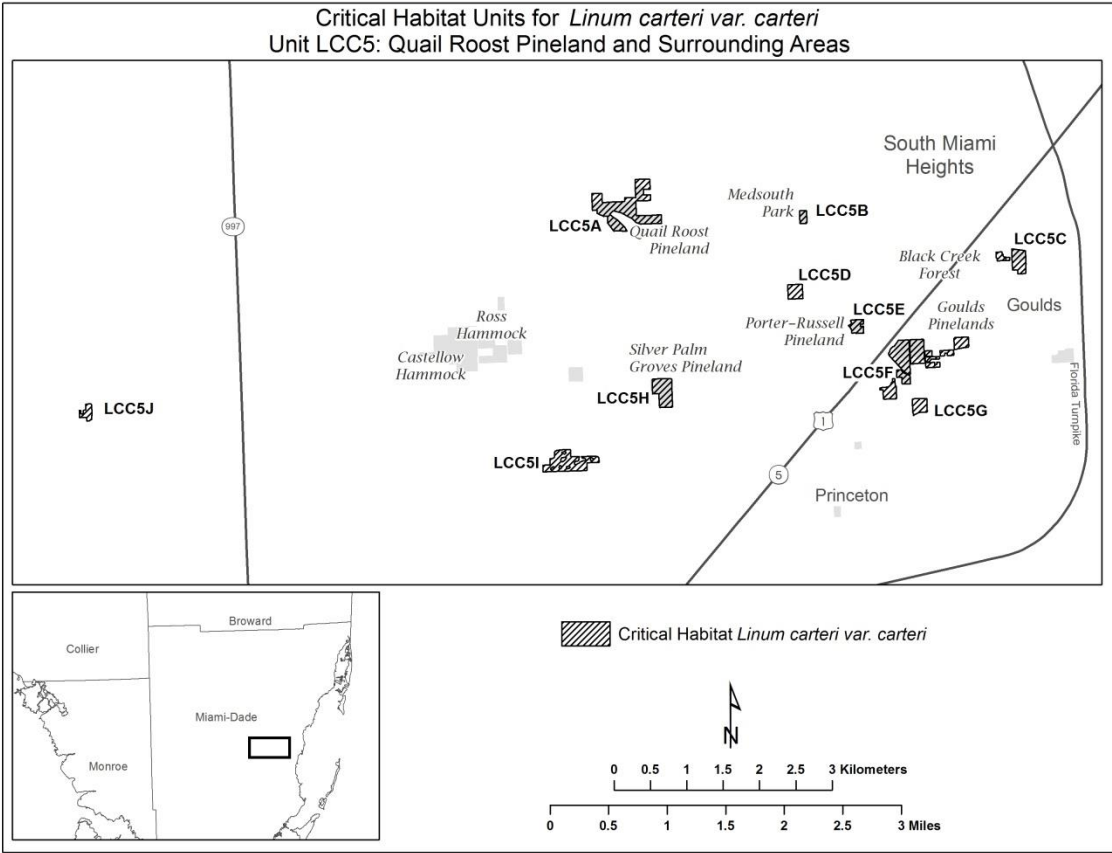 Critical Habitat Units for Linum carteri var. carteri
Unit LCC5: Quail Roost Pineland and Surrounding Areas
South Miami
Heights
Medsouth
Park
LCC5B
997
LCC5A
Quail Roost
Pineland
LCC5C
Black Creek
Forest
LCC5D
Goulds
LCC5E
Goulds
Pinelands
Ross
Hammock
Porter-Russell
Pineland
Castellow
Hammock
Silver Palm
Groves Pineland
LCC5F
Florida Turnpike
LCC5H
LCC5J
LCC5G
1
LCC5I
5
Princeton
Broward
Collier
Miami-Dade
Monroe
Critical Habitat Linum carteri var. carteri
N
0 0.5 1 1.5 2 2.5 3 Kilometers
0 0.5 1 2 3 Miles